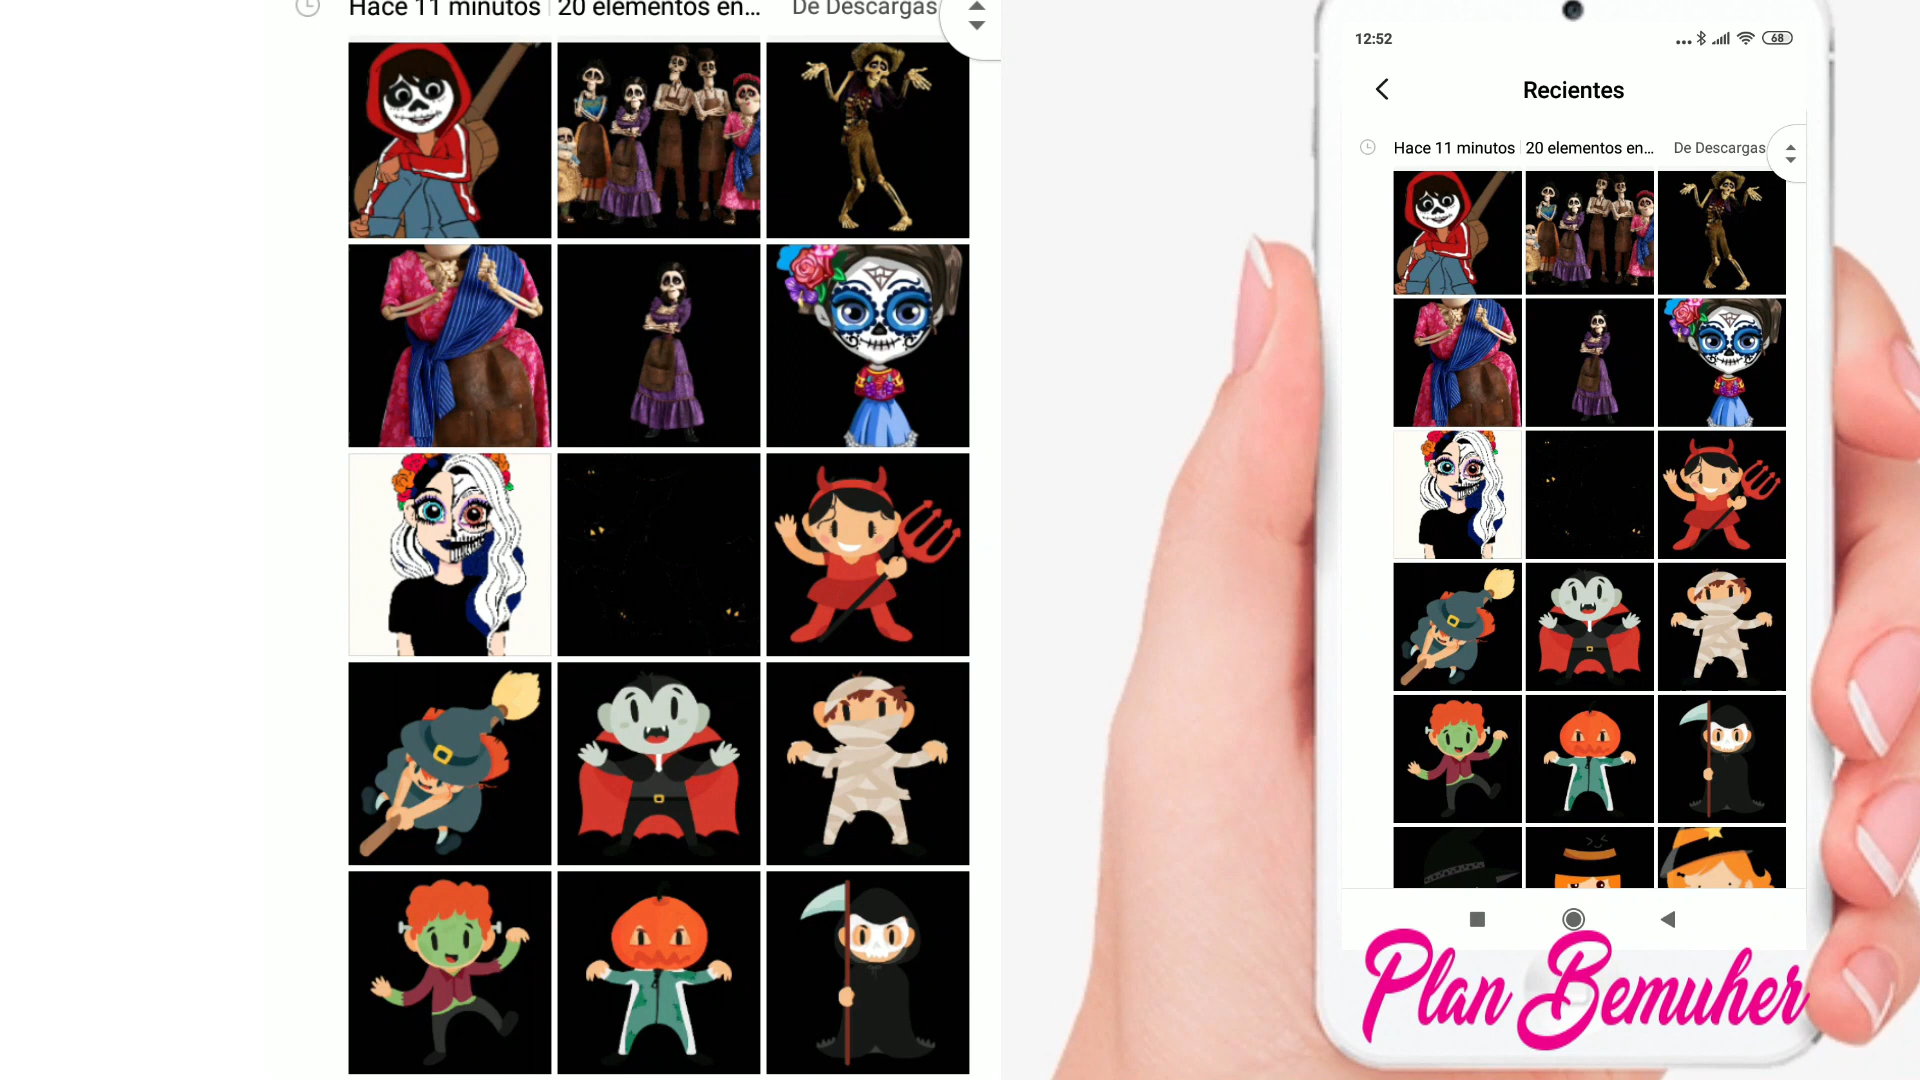 Hace 11 minutos 20 elementos en... De Descargas
12:52 68
Recientes
Hace 11 minutos 20 elementos en... De Descargas
Plan Bemuher